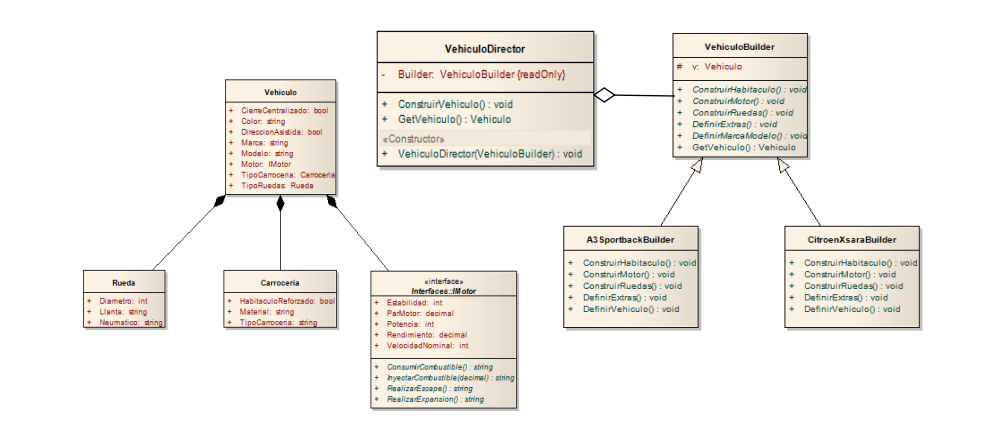 VehiculoDirector
- Builder: VehiculoBuilder {readOnly}
+ ConstruirVehiculo() : void
+ GetVehiculo() : Vehiculo
«Constructor»
+ VehiculoDirector(VehiculoBuilder) : void
VehiculoBuilder
# v: Vehiculo
+ ConstruirHabitaculo() : void
+ ConstruirMotor() : void
+ ConstruirRuedas() : void
+ DefinirExtras() : void
+ DefinirMarcaModelo() : void
+ GetVehiculo() : Vehiculo
Vehiculo
+ CierreCentralizado: bool
+ Color: string
+ DireccionAsistida: bool
+ Marca: string
+ Modelo: string
+ Motor: IMotor
+ TipoCarroceria: Carroceria
+ TipoRuedas: Rueda
A3SportbackBuilder
+ ConstruirHabitaculo() : void
+ ConstruirMotor() : void
+ ConstruirRuedas() : void
+ DefinirExtras() : void
+ DefinirVehiculo() : void
CitroenXsaraBuilder
+ ConstruirHabitaculo() : void
+ ConstruirMotor() : void
+ ConstruirRuedas() : void
+ DefinirExtras() : void
+ DefinirVehiculo() : void
Rueda
+ Diametro: int
+ Llanta: string
+ Neumatico: string
Carroceria
+ HabitaculoReforzado: bool
+ Material: string
+ TipoCarroceria: string
«interface»
Interfaces::IMotor
+ Estabilidad: int
+ ParMotor: decimal
+ Potencia: int
+ Rendimiento: decimal
+ VelocidadNominal: int
+ ConsumirCombustible() : string
+ InyectarCombustible(decimal) : string
+ RealizarEscape() : string
+ RealizarExpansion() : string